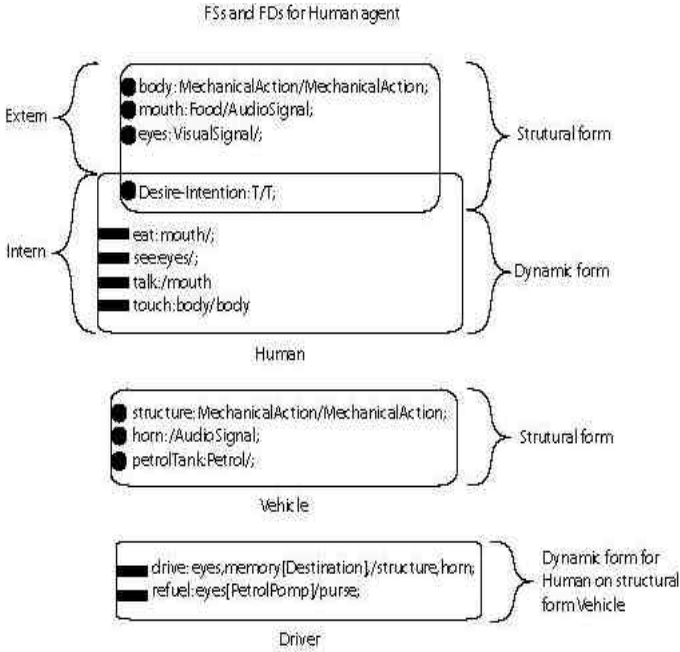 FSs and FDs for Human agent
body: MechanicalAction/MechanicalAction;
mouth: Food/AudioSignal;
eyes: VisualSignal/;
Extern
Strutural form
Desire-Intention: T/T;
eat: mouth/;
see:eyes/;
talk:/mouth
touch:body/body
Intern
Dynamic form
Human
structure: MechanicalAction/MechanicalAction;
horn:/AudioSignal;
petrolTank:Petrol/;
Strutural form
Vehicle
drive: eyes,memory[Destination],/structure,horn;
refuel: eyes[PetrolPomp]/purse;
Dynamic form for
Human on structural
form Vehicle
Driver